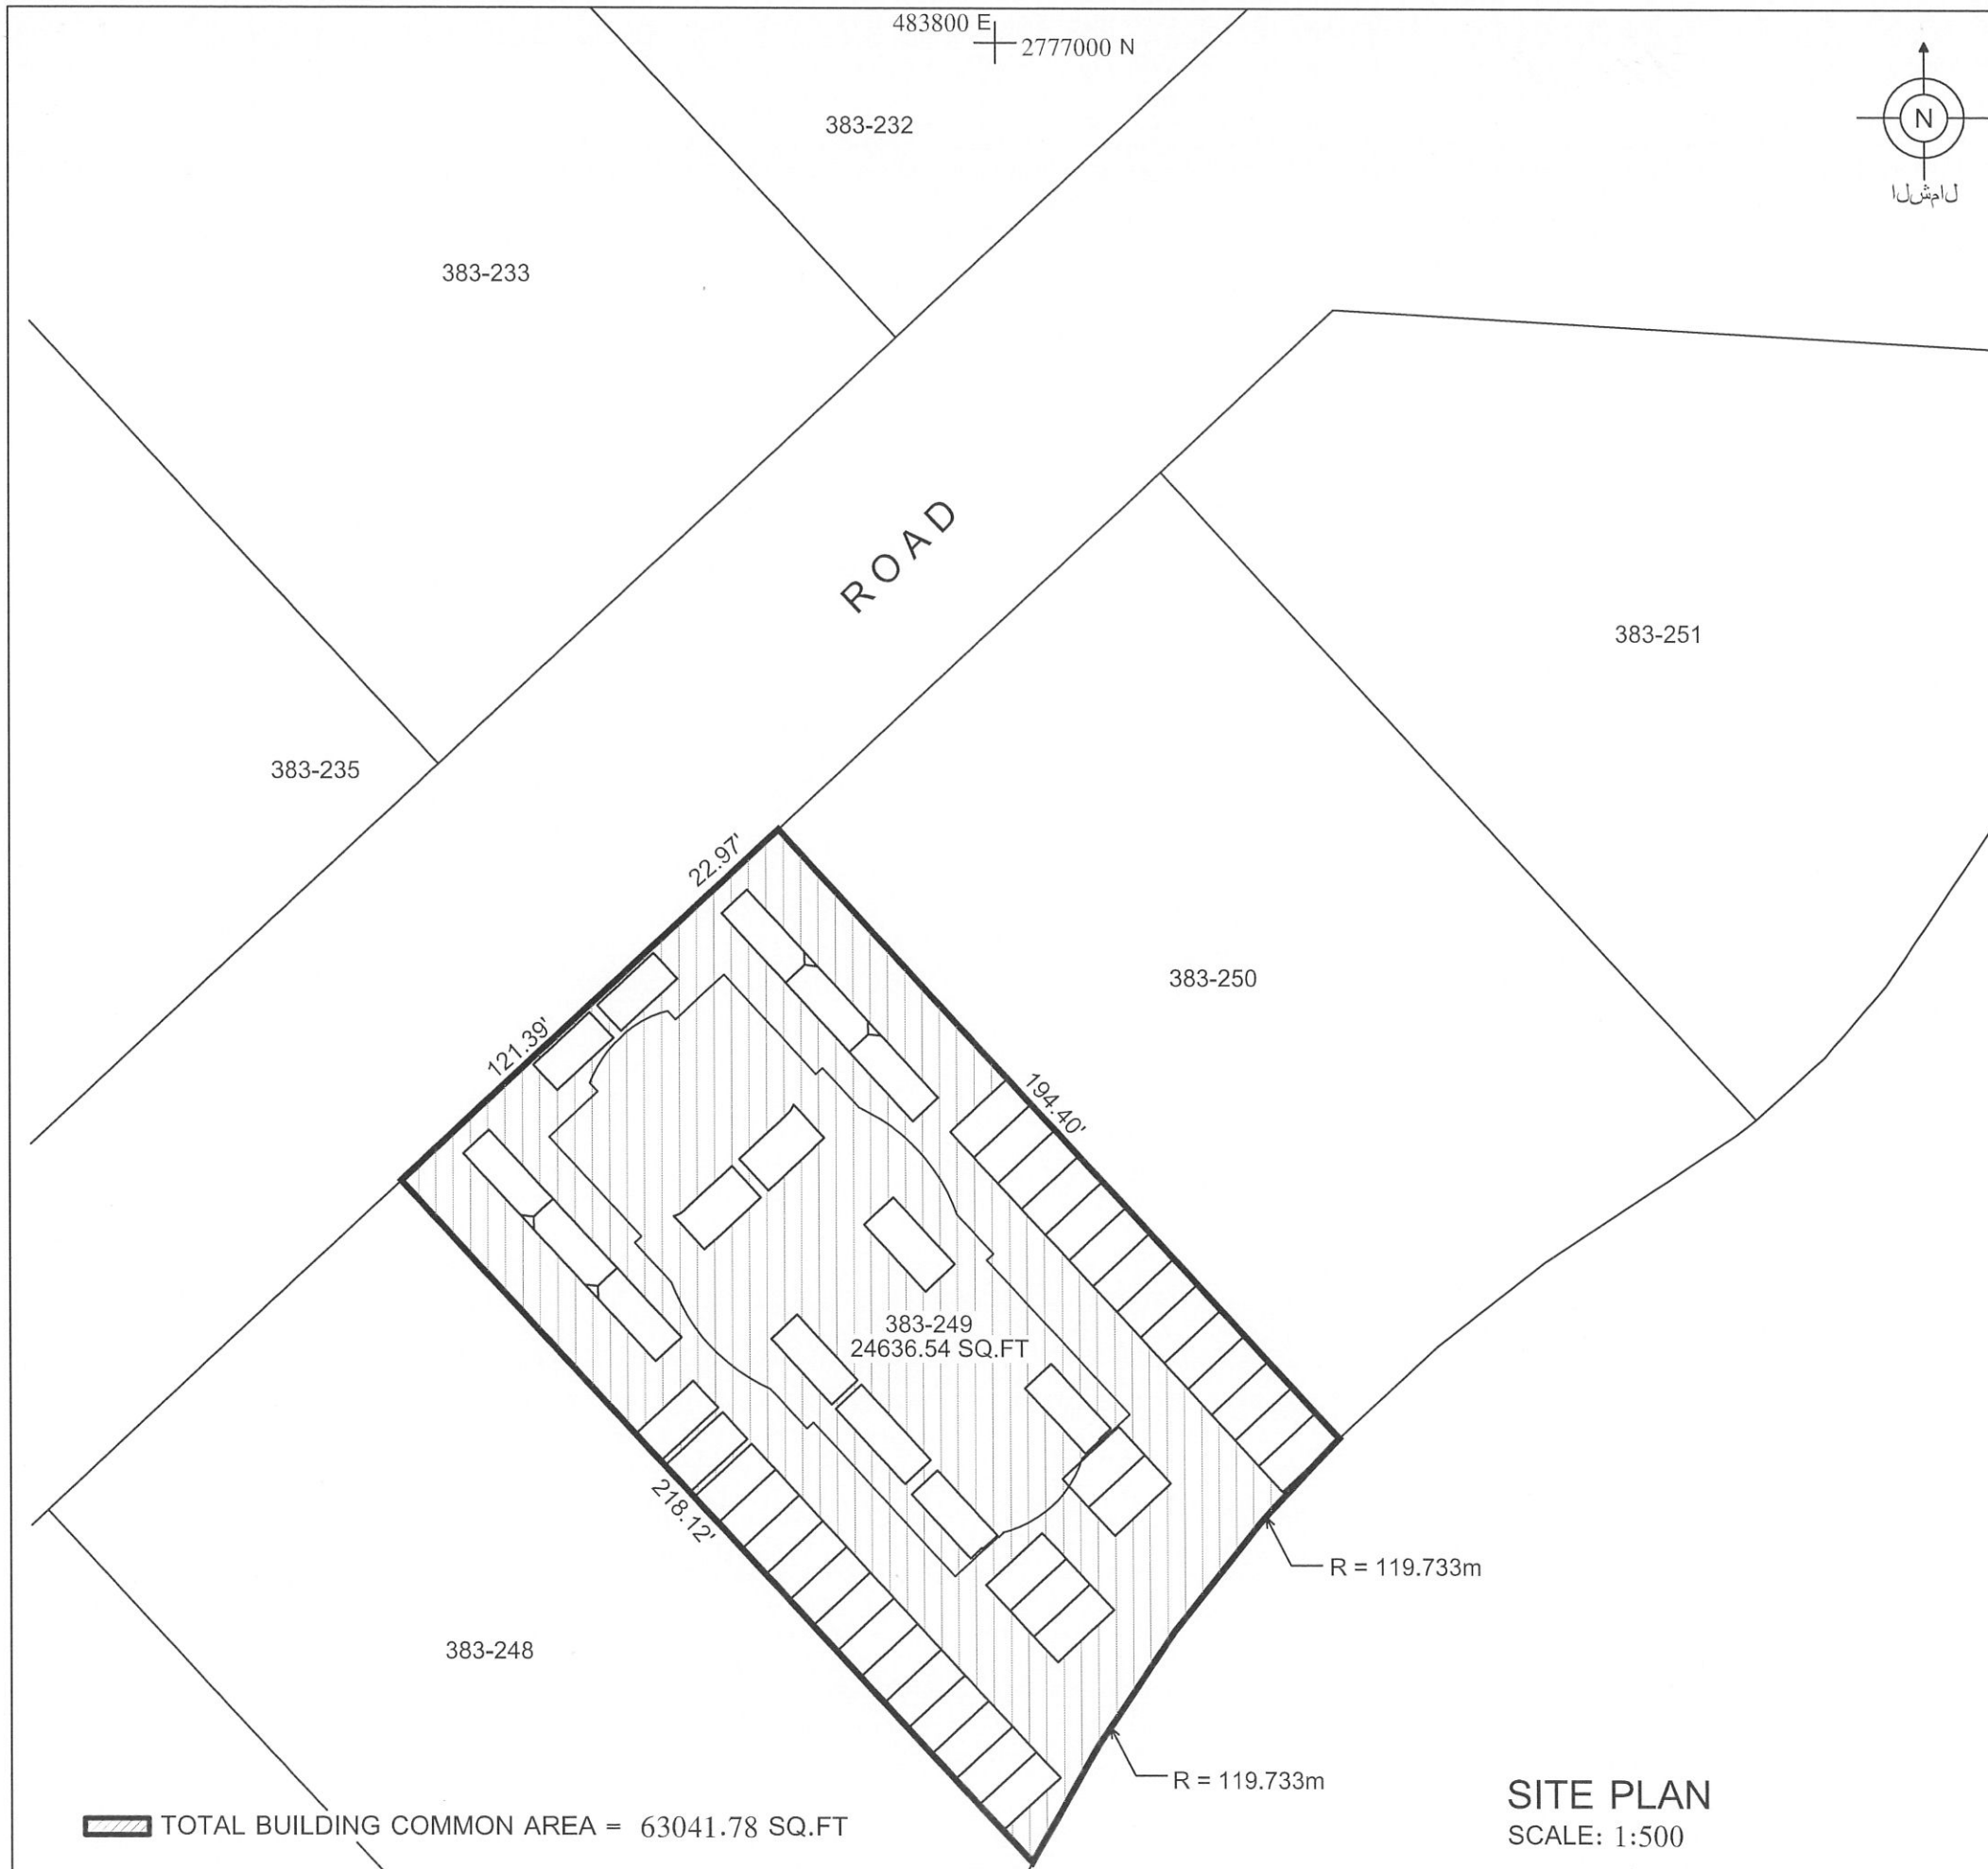 483800 E
2777000 N
383-232
N
لامشلا
383-233
ROAD
383-251
383-235
22.97'
383-250
121.39'
194.40'
383-249
24636.54 SQ.FT
218.12'
R = 119.733m
383-248
R = 119.733m
SITE PLAN
SCALE: 1:500
TOTAL BUILDING COMMON AREA = 63041.78 SQ.FT